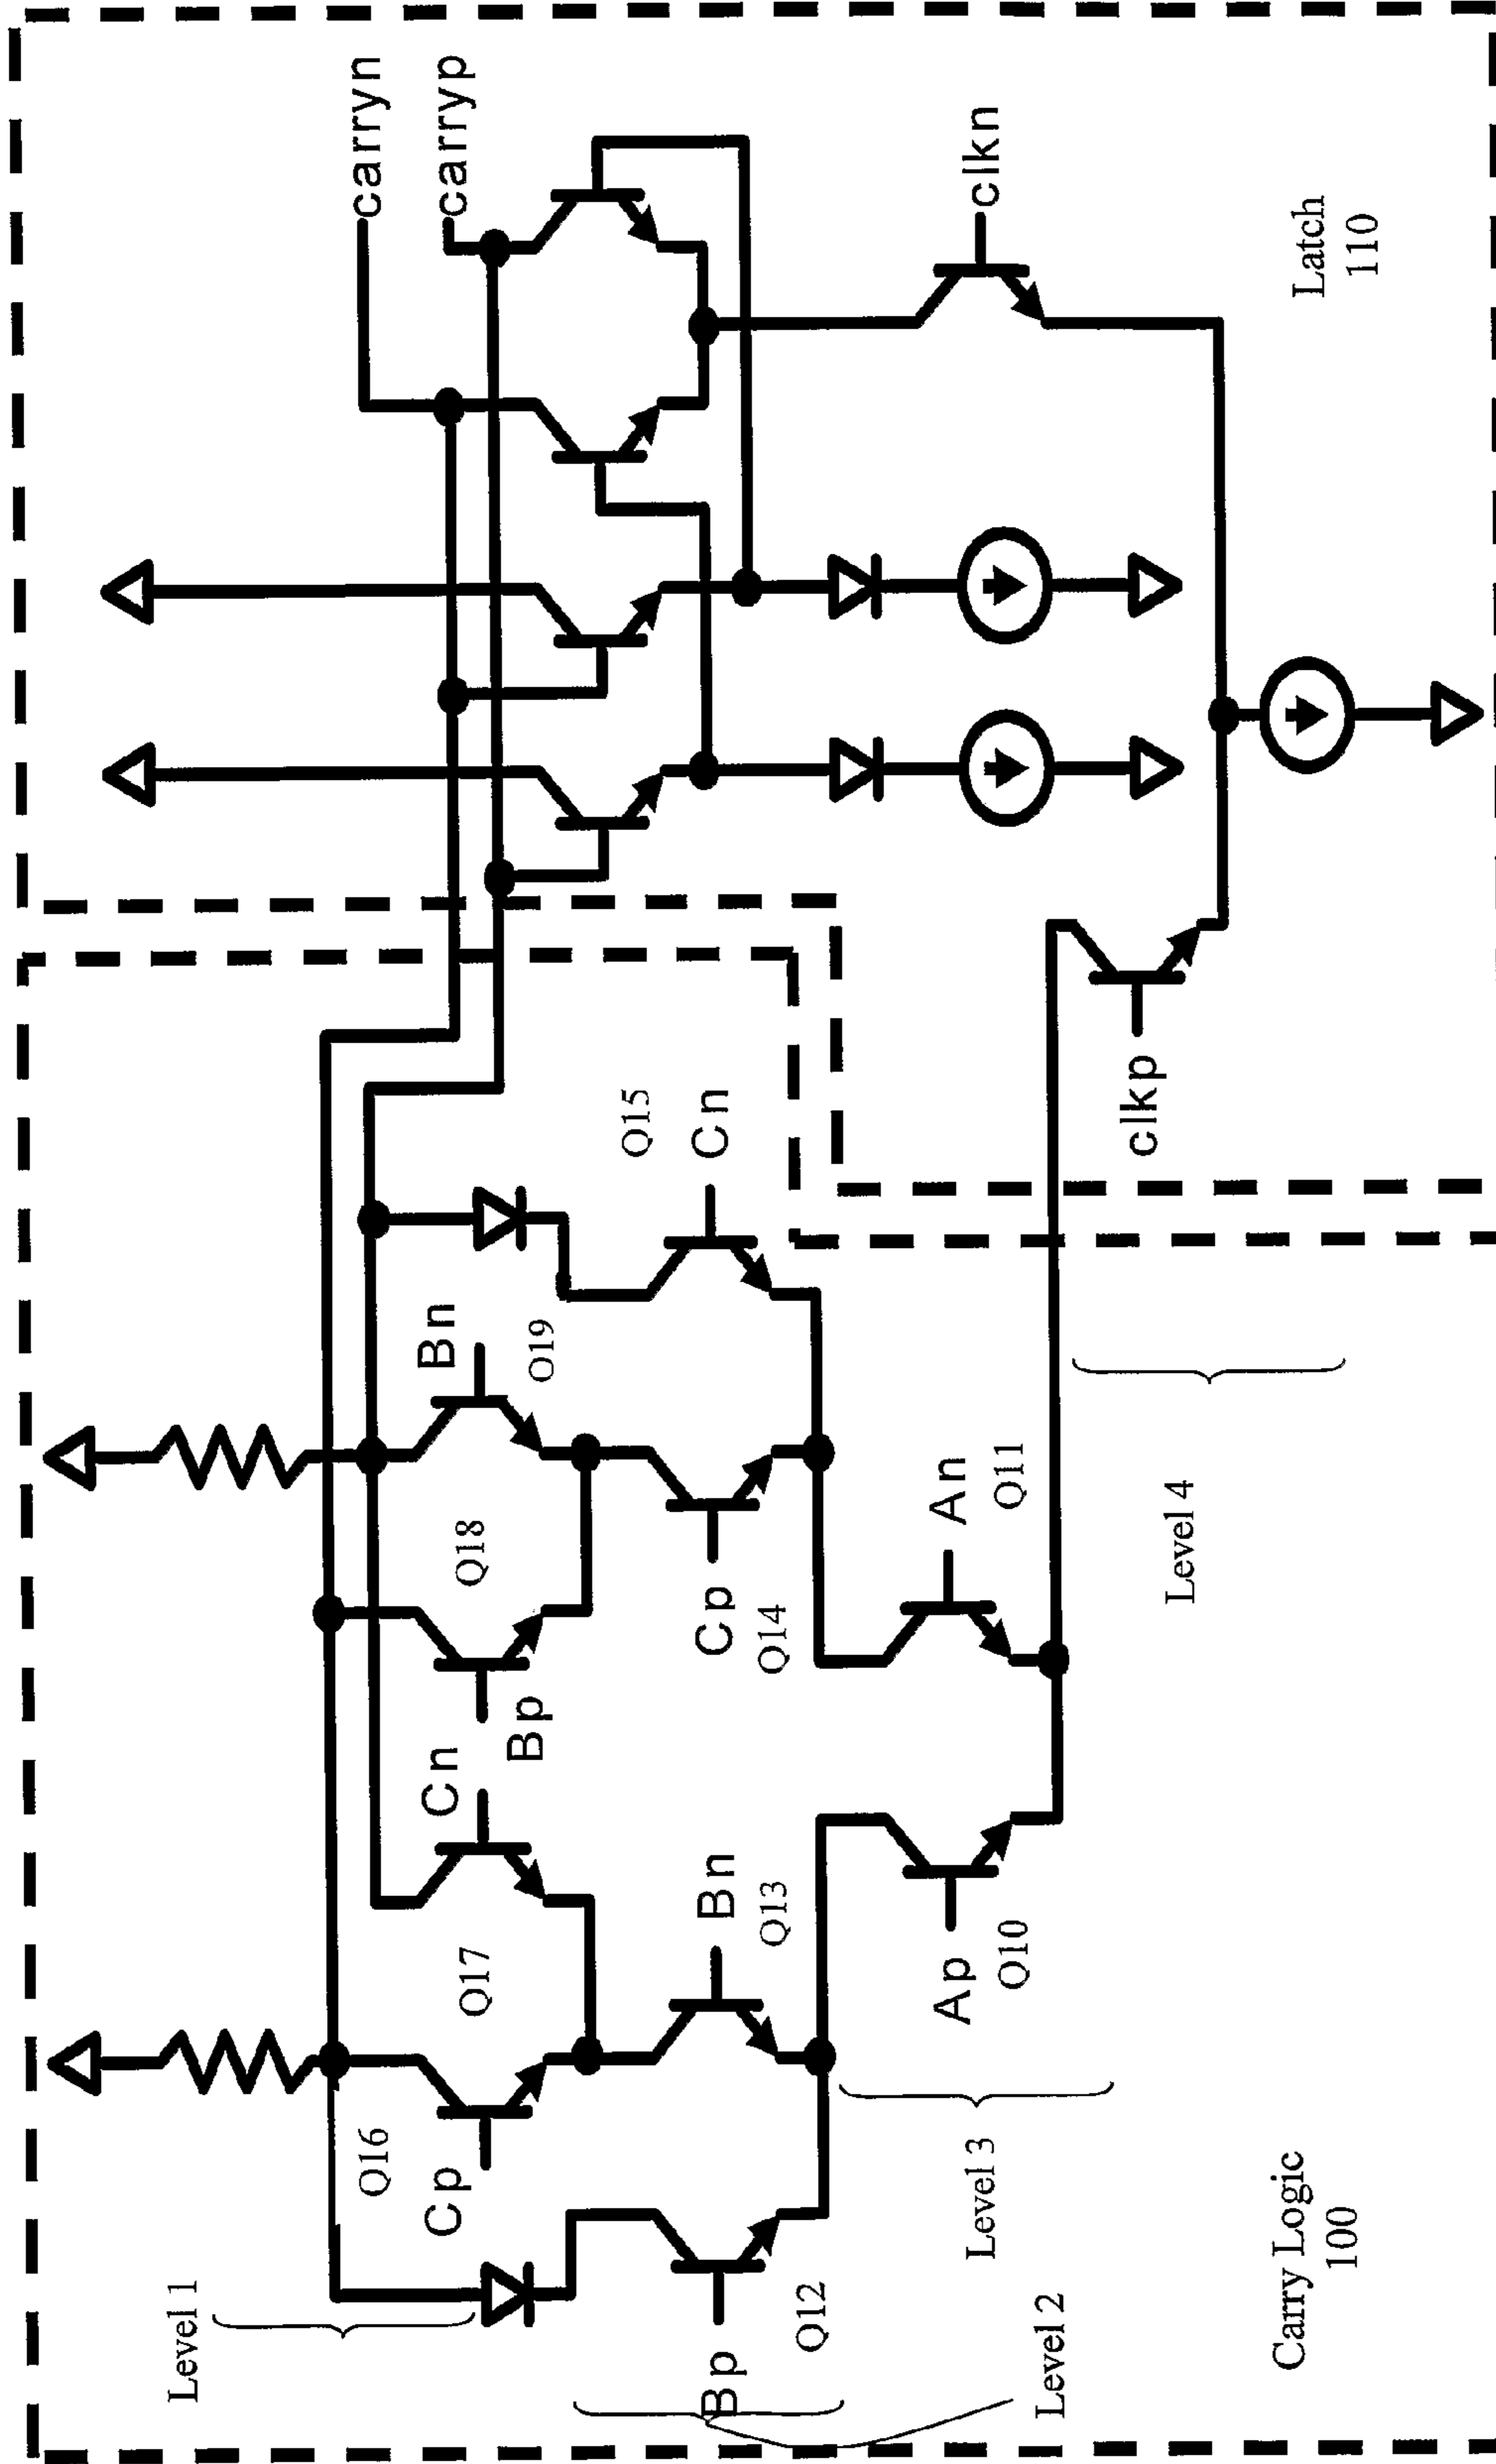 Level 1
Q16
Cp
Q17
Cn
Q18
Bp
Bn
Q19
Q15
Cn
carryn
carryp
Bp
Q12
Bn
Q13
Cp
Q14
Level 2
Level 3
Ap
Q10
An
Q11
Level 4
clkp
clkn
Carry Logic
100
Latch
110